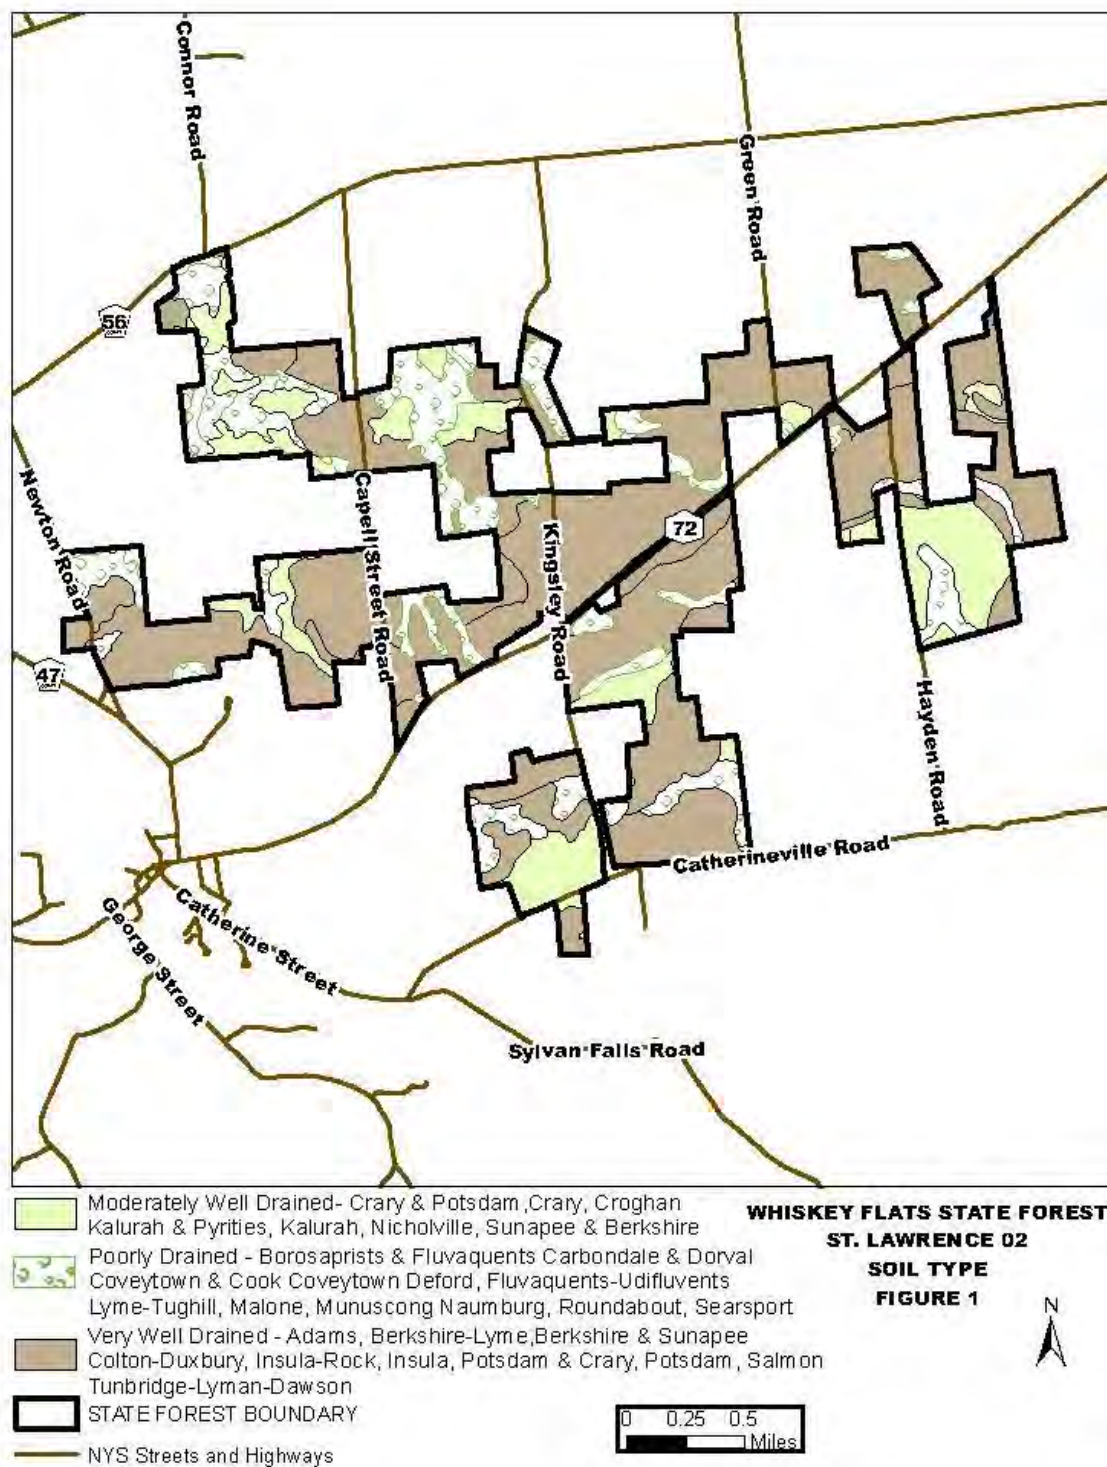 Connor Road
Green Road
56
Newton Road
Capell Street Road
Kingsley Road
72
47
Hayden Road
Catherineville Road
Catherine Street
George Street
Sylvan Falls Road
Moderately Well Drained- Crary & Potsdam ,Crary, Croghan
Kalurah & Pyrities, Kalurah, Nicholville, Sunapee & Berkshire
Poorly Drained - Borosaprists & Fluvaquents Carbondale & Dorval
Coveytown & Cook Coveytown Deford, Fluvaquents-Udifluvents
Lyme-Tughill, Malone, Munuscong Naumburg, Roundabout, Searsport
Very Well Drained - Adams, Berkshire-Lyme,Berkshire & Sunapee
Colton-Duxbury, Insula-Rock, Insula, Potsdam & Crary, Potsdam, Salmon
Tunbridge-Lyman-Dawson
STATE FOREST BOUNDARY
NYS Streets and Highways
WHISKEY FLATS STATE FOREST
ST. LAWRENCE 02
SOIL TYPE
FIGURE 1
N
0 0.25 0.5
Miles